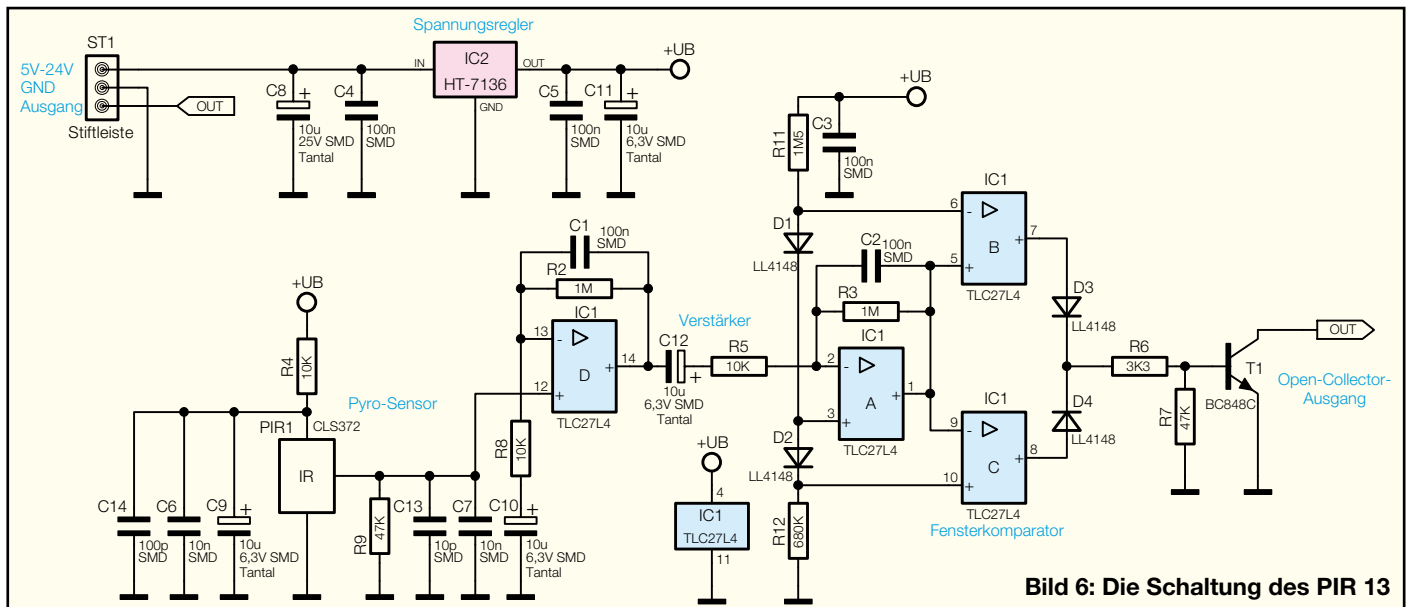 Spannungsregler
ST1
5V-24V
GND
Ausgang
Stiftleiste
OUT
C8
+
10u
25V SMD
Tantal
C4
100n
SMD
IN
IC2
HT-7136
OUT
GND
C5
100n
SMD
C11
+
10u
6,3V SMD
Tantal
+UB
+UB
R11
1M5
C3
100n
SMD
D1
LL4148
IC1
6
-
B
7
+
5
+
TLC27L4
C2
100n
SMD
R3
1M
IC1
2
-
A
1
+
3
+
TLC27L4
D2
LL4148
R12
680K
IC1
9
-
C
8
+
10
+
TLC27L4
Fensterkomparator
D3
LL4148
D4
LL4148
R6
3K3
R7
47K
T1
BC848C
OUT
Open-Collector-
Ausgang
C1
100n
SMD
R2
1M
IC1
13
-
D
14
+
12
+
TLC27L4
Verstärker
C12
+
10u
6,3V SMD
Tantal
R5
10K
+UB
R4
10K
Pyro-Sensor
PIR1
CLS372
IR
C14
100p
SMD
C6
10n
SMD
C9
+
10u
6,3V SMD
Tantal
R9
47K
C13
10p
SMD
C7
10n
SMD
R8
10K
C10
+
10u
6,3V SMD
Tantal
+UB
4
IC1
TLC27L4
11
Bild 6: Die Schaltung des PIR 13